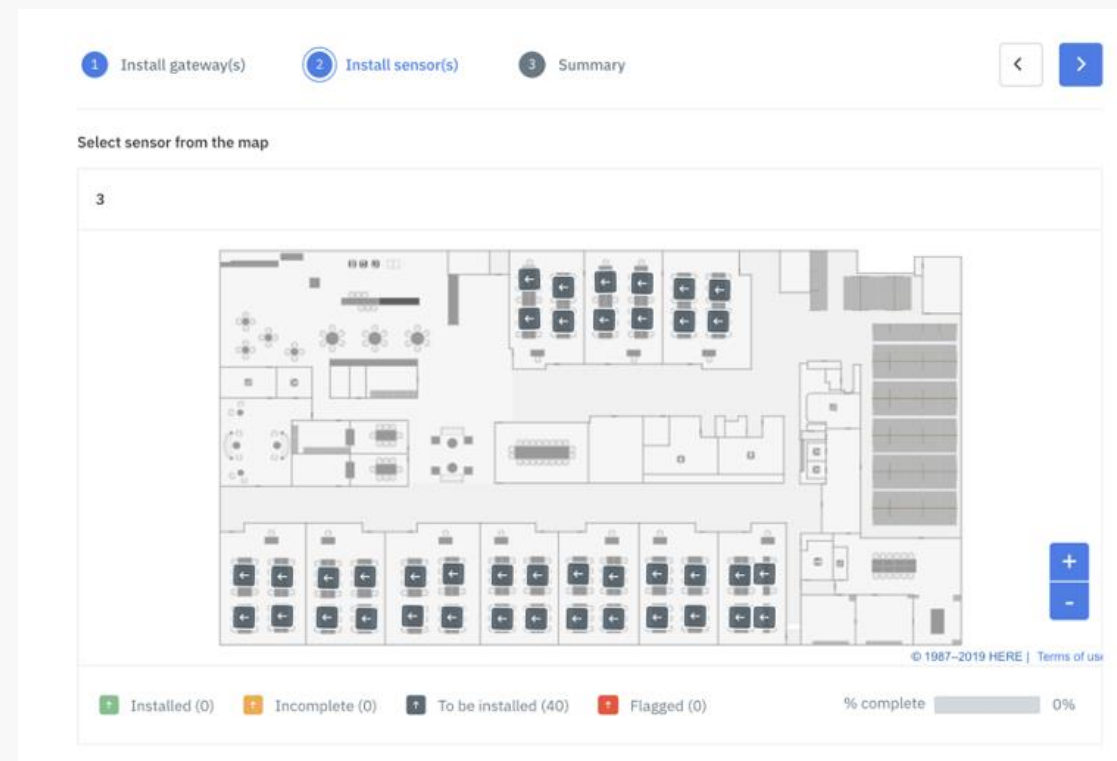 1 Install gateway(s) 2 Install sensor(s) 3 Summary
Select sensor from the map
3
+
-
© 1987–2019 HERE | Terms of use
Installed (0) Incomplete (0) To be installed (40) Flagged (0) % complete 0%